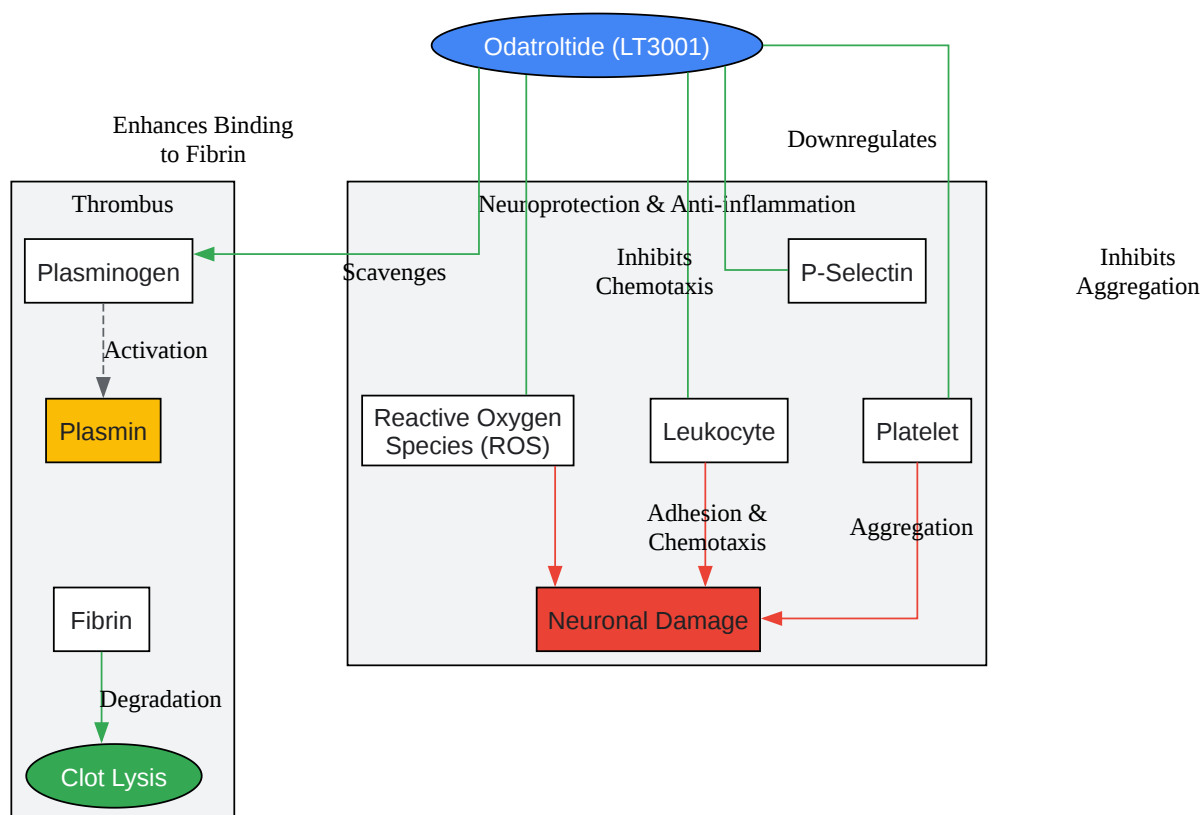 Odatroltide (LT3001)
Enhances Binding
to Fibrin
Downregulates
Thrombus
Neuroprotection & Anti-inflammation
Plasminogen
Scavenges
Inhibits
Chemotaxis
P-Selectin
Inhibits
Aggregation
Activation
Plasmin
Reactive Oxygen
Species (ROS)
Leukocyte
Platelet
Adhesion &
Chemotaxis
Aggregation
Fibrin
Neuronal Damage
Degradation
Clot Lysis